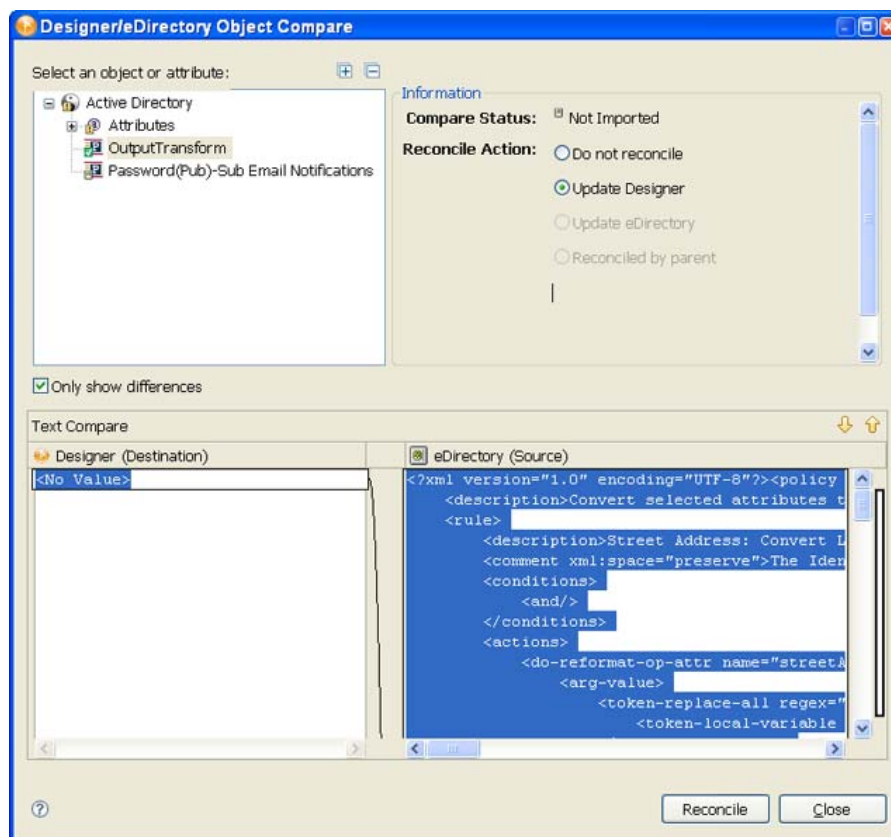 Designer/eDirectory Object Compare
Select an object or attribute:
Active Directory
Attributes
OutputTransform
Password(Pub)-Sub Email Notifications
Information
Compare Status: Not Imported
Reconcile Action: Do not reconcile
Update Designer
Update eDirectory
Reconciled by parent
Only show differences
Text Compare
Designer (Destination)
eDirectory (Source)
<No Value>
<?xml version="1.0" encoding="UTF-8"?><policy
<description>Convert selected attributes t
<rule>
<description>Street Address: Convert L
<comment xml:space="preserve">The Iden
<conditions>
<and/>
</conditions>
<actions>
<do-reformat-op-attr name="streetA
<arg-value>
<token-replace-all regex="
<token-local-variable
Reconcile
Close